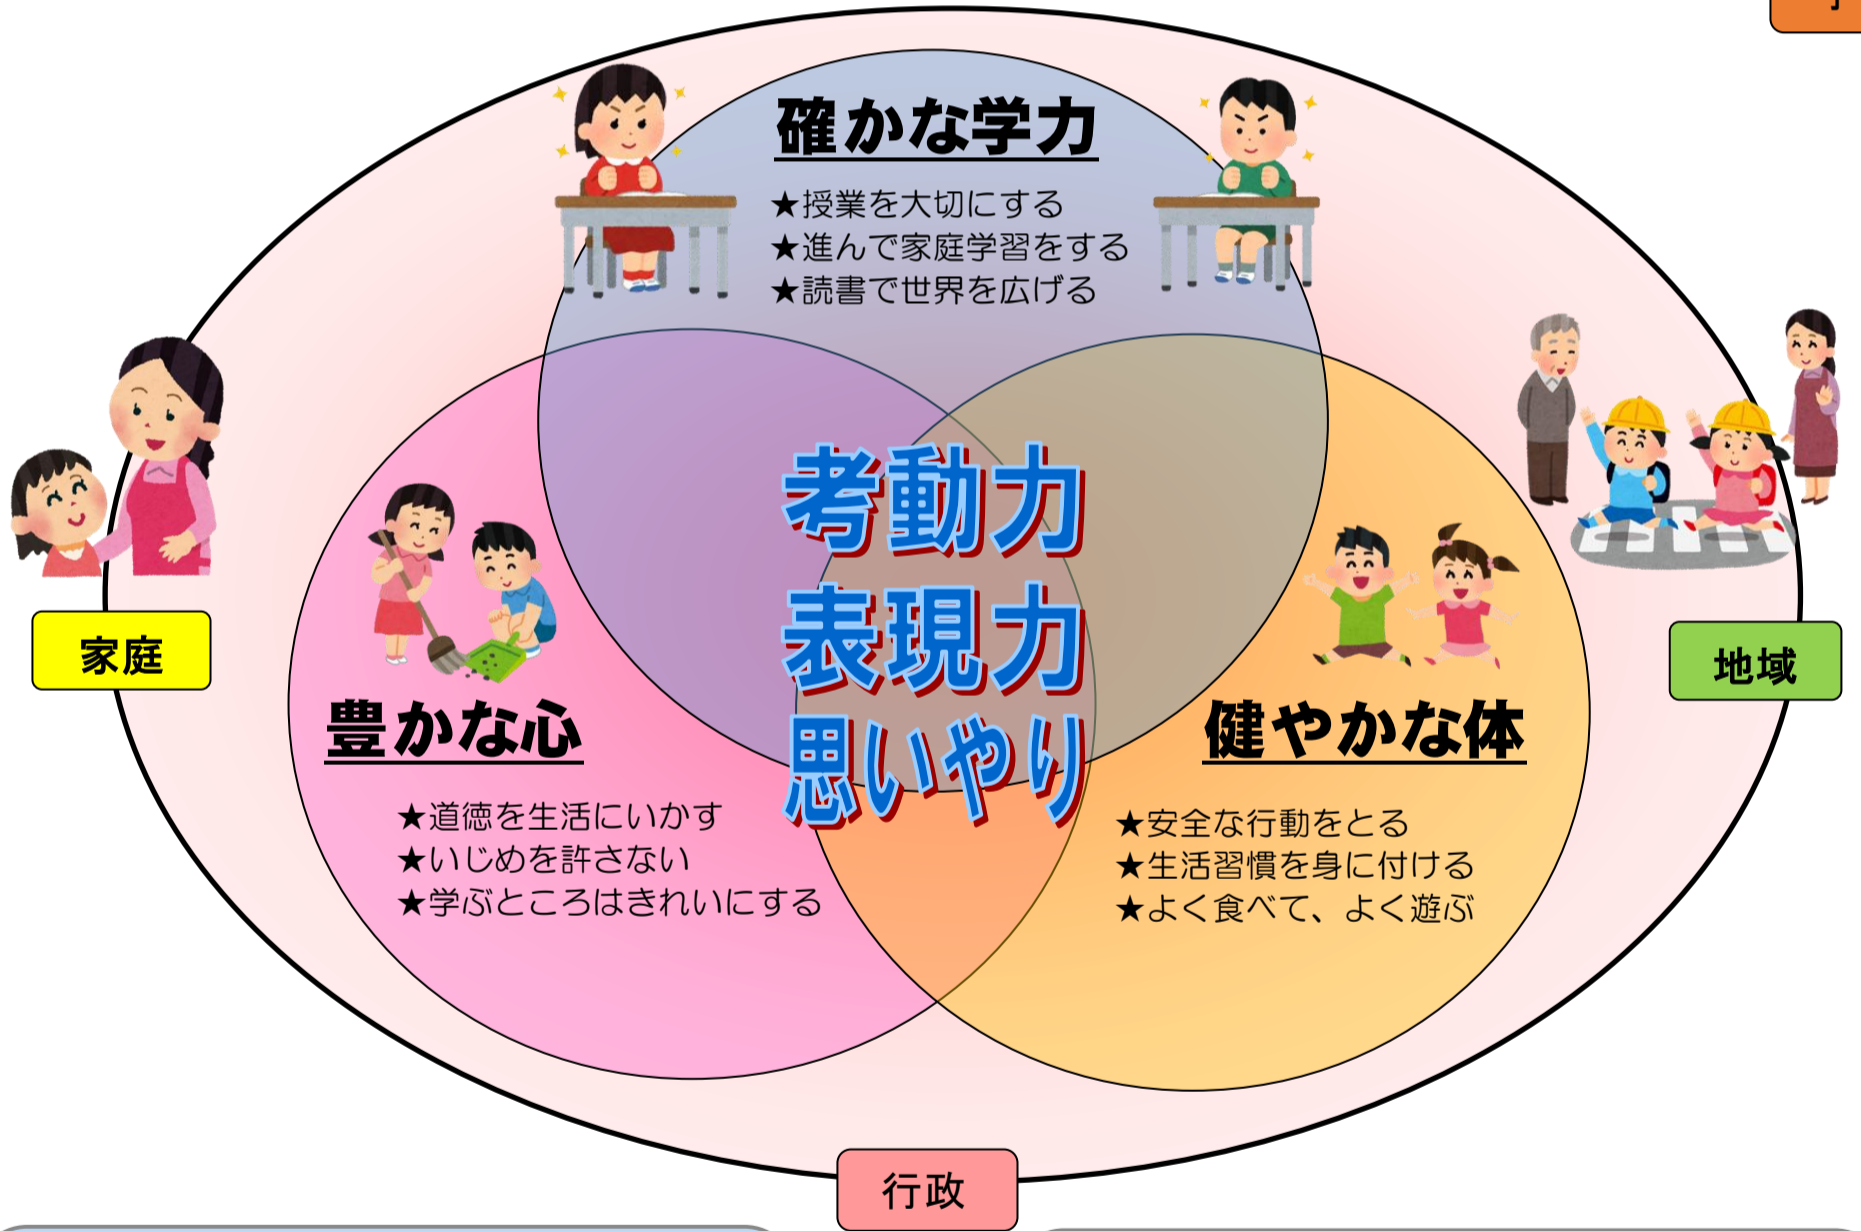 確かな学力
★授業を大切にする
★進んで家庭学習をする
★読書で世界を広げる
考動力
表現力
思いやり
家庭
地域
豊かな心
★道徳を生活にいかす
★いじめを許さない
★学ぶところはきれいにする
健やかな体
★安全な行動をとる
★生活習慣を身に付ける
★よく食べて、よく遊ぶ
行政